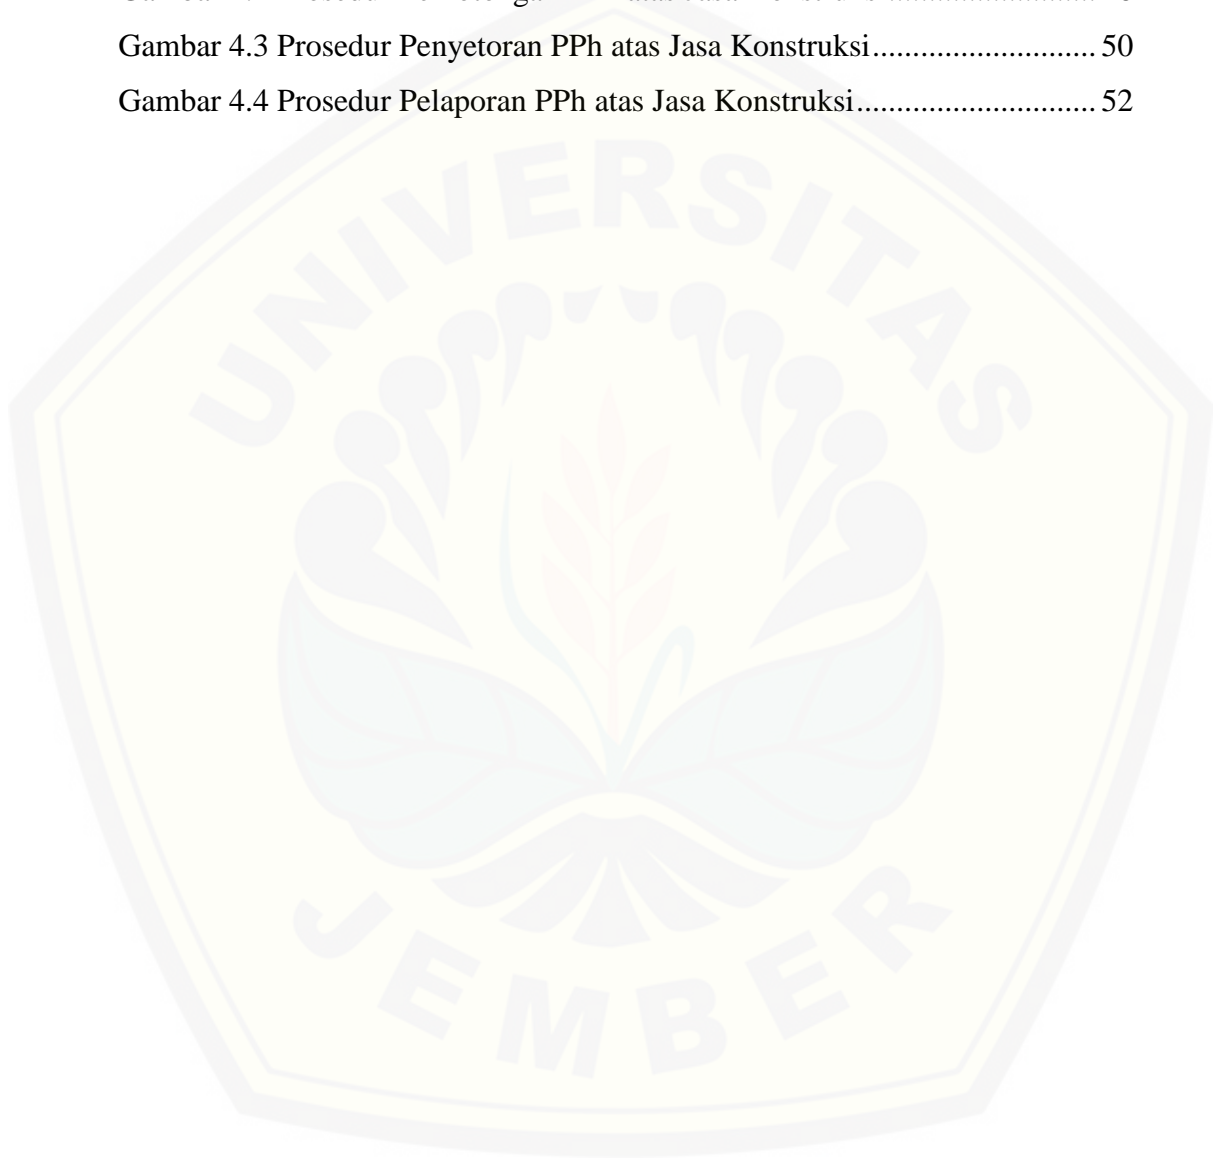 Gambar 4.3 Prosedur Penyetoran PPh atas Jasa Konstruksi............................ 50
Gambar 4.4 Prosedur Pelaporan PPh atas Jasa Konstruksi.............................. 52
UNIVERSITAS
JEMBER